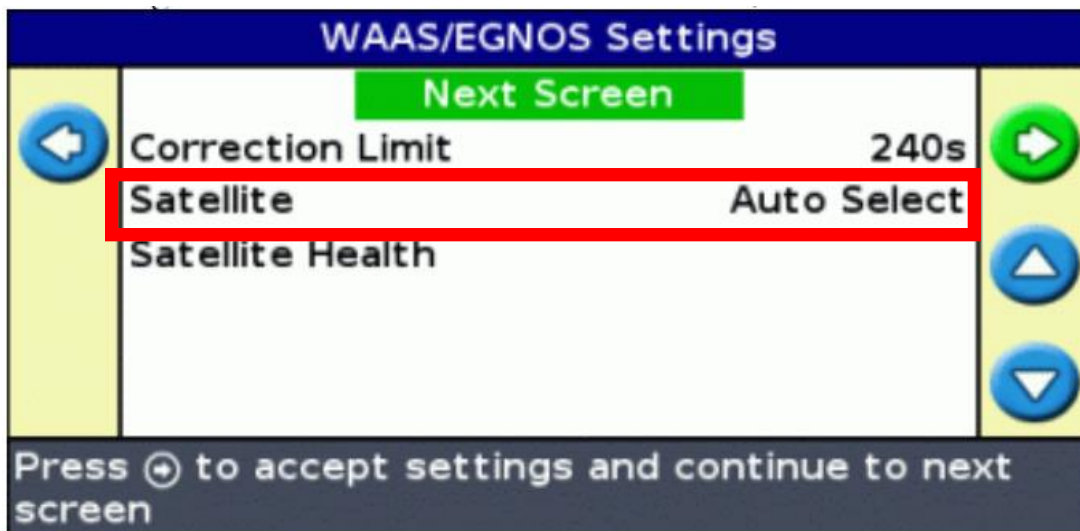 WAAS/EGNOS Settings
Next Screen
Correction Limit 240s
Satellite Auto Select
Satellite Health
Press to accept settings and continue to next
screen